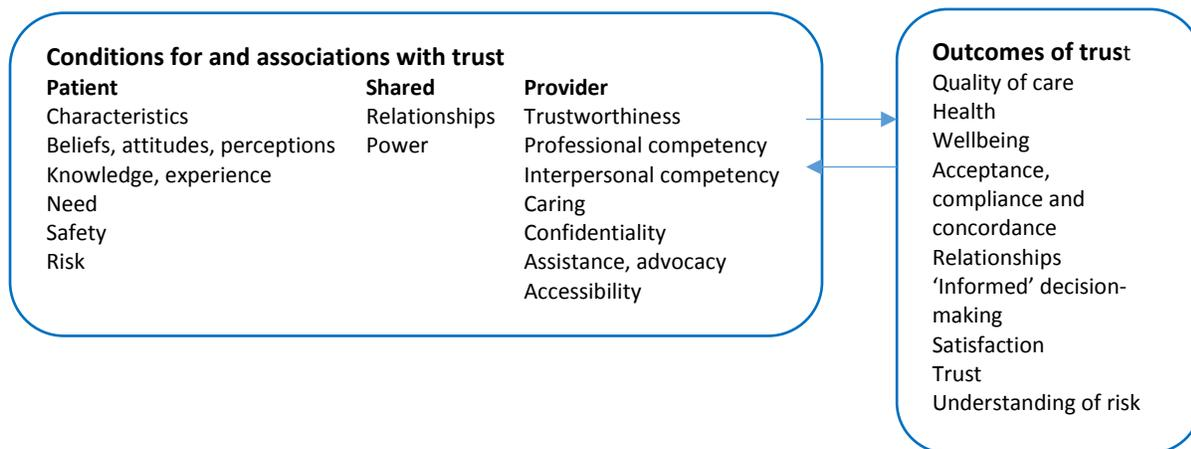 Conditions for and associations with trust
Patient Shared Provider
Characteristics Relationships Trustworthiness
Beliefs, attitudes, perceptions Power Professional competency
Knowledge, experience Interpersonal competency
Need Caring
Safety Confidentiality
Risk Assistance, advocacy
Accessibility
Outcomes of trust
Quality of care
Health
Wellbeing
Acceptance,
compliance and
concordance
Relationships
‘Informed’ decision-
making
Satisfaction
Trust
Understanding of risk